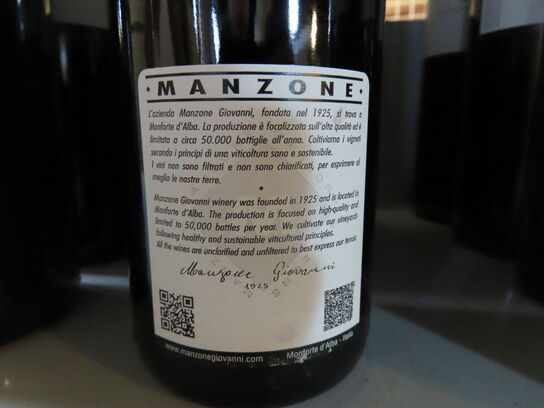 • MANZONE •
L'azienda Manzone Giovanni, fondata nel 1925, si trova a
Monforte d'Alba. La produzione è focalizzata sull'alta qualità ed è
limitata a circa 50.000 bottiglie all'anno. Coltiviamo i vigneti
secondo i principi di una viticoltura sana e sostenibile.
I vini non sono filtrati e non sono chiarificati, per esprimere al
meglio le nostre terre.
Manzone Giovanni winery was founded in 1925 and is located in
Monforte d'Alba. The production is focused on high-quality and
limited to 50,000 bottles per year. We cultivate our vineyards
following healthy and sustainable viticultural principles.
All the wines are unclarified and unfiltered to best express our terroir.
Manzone Giovanni
1925
www.manzonegiovanni.com Monforte d'Alba - Italia